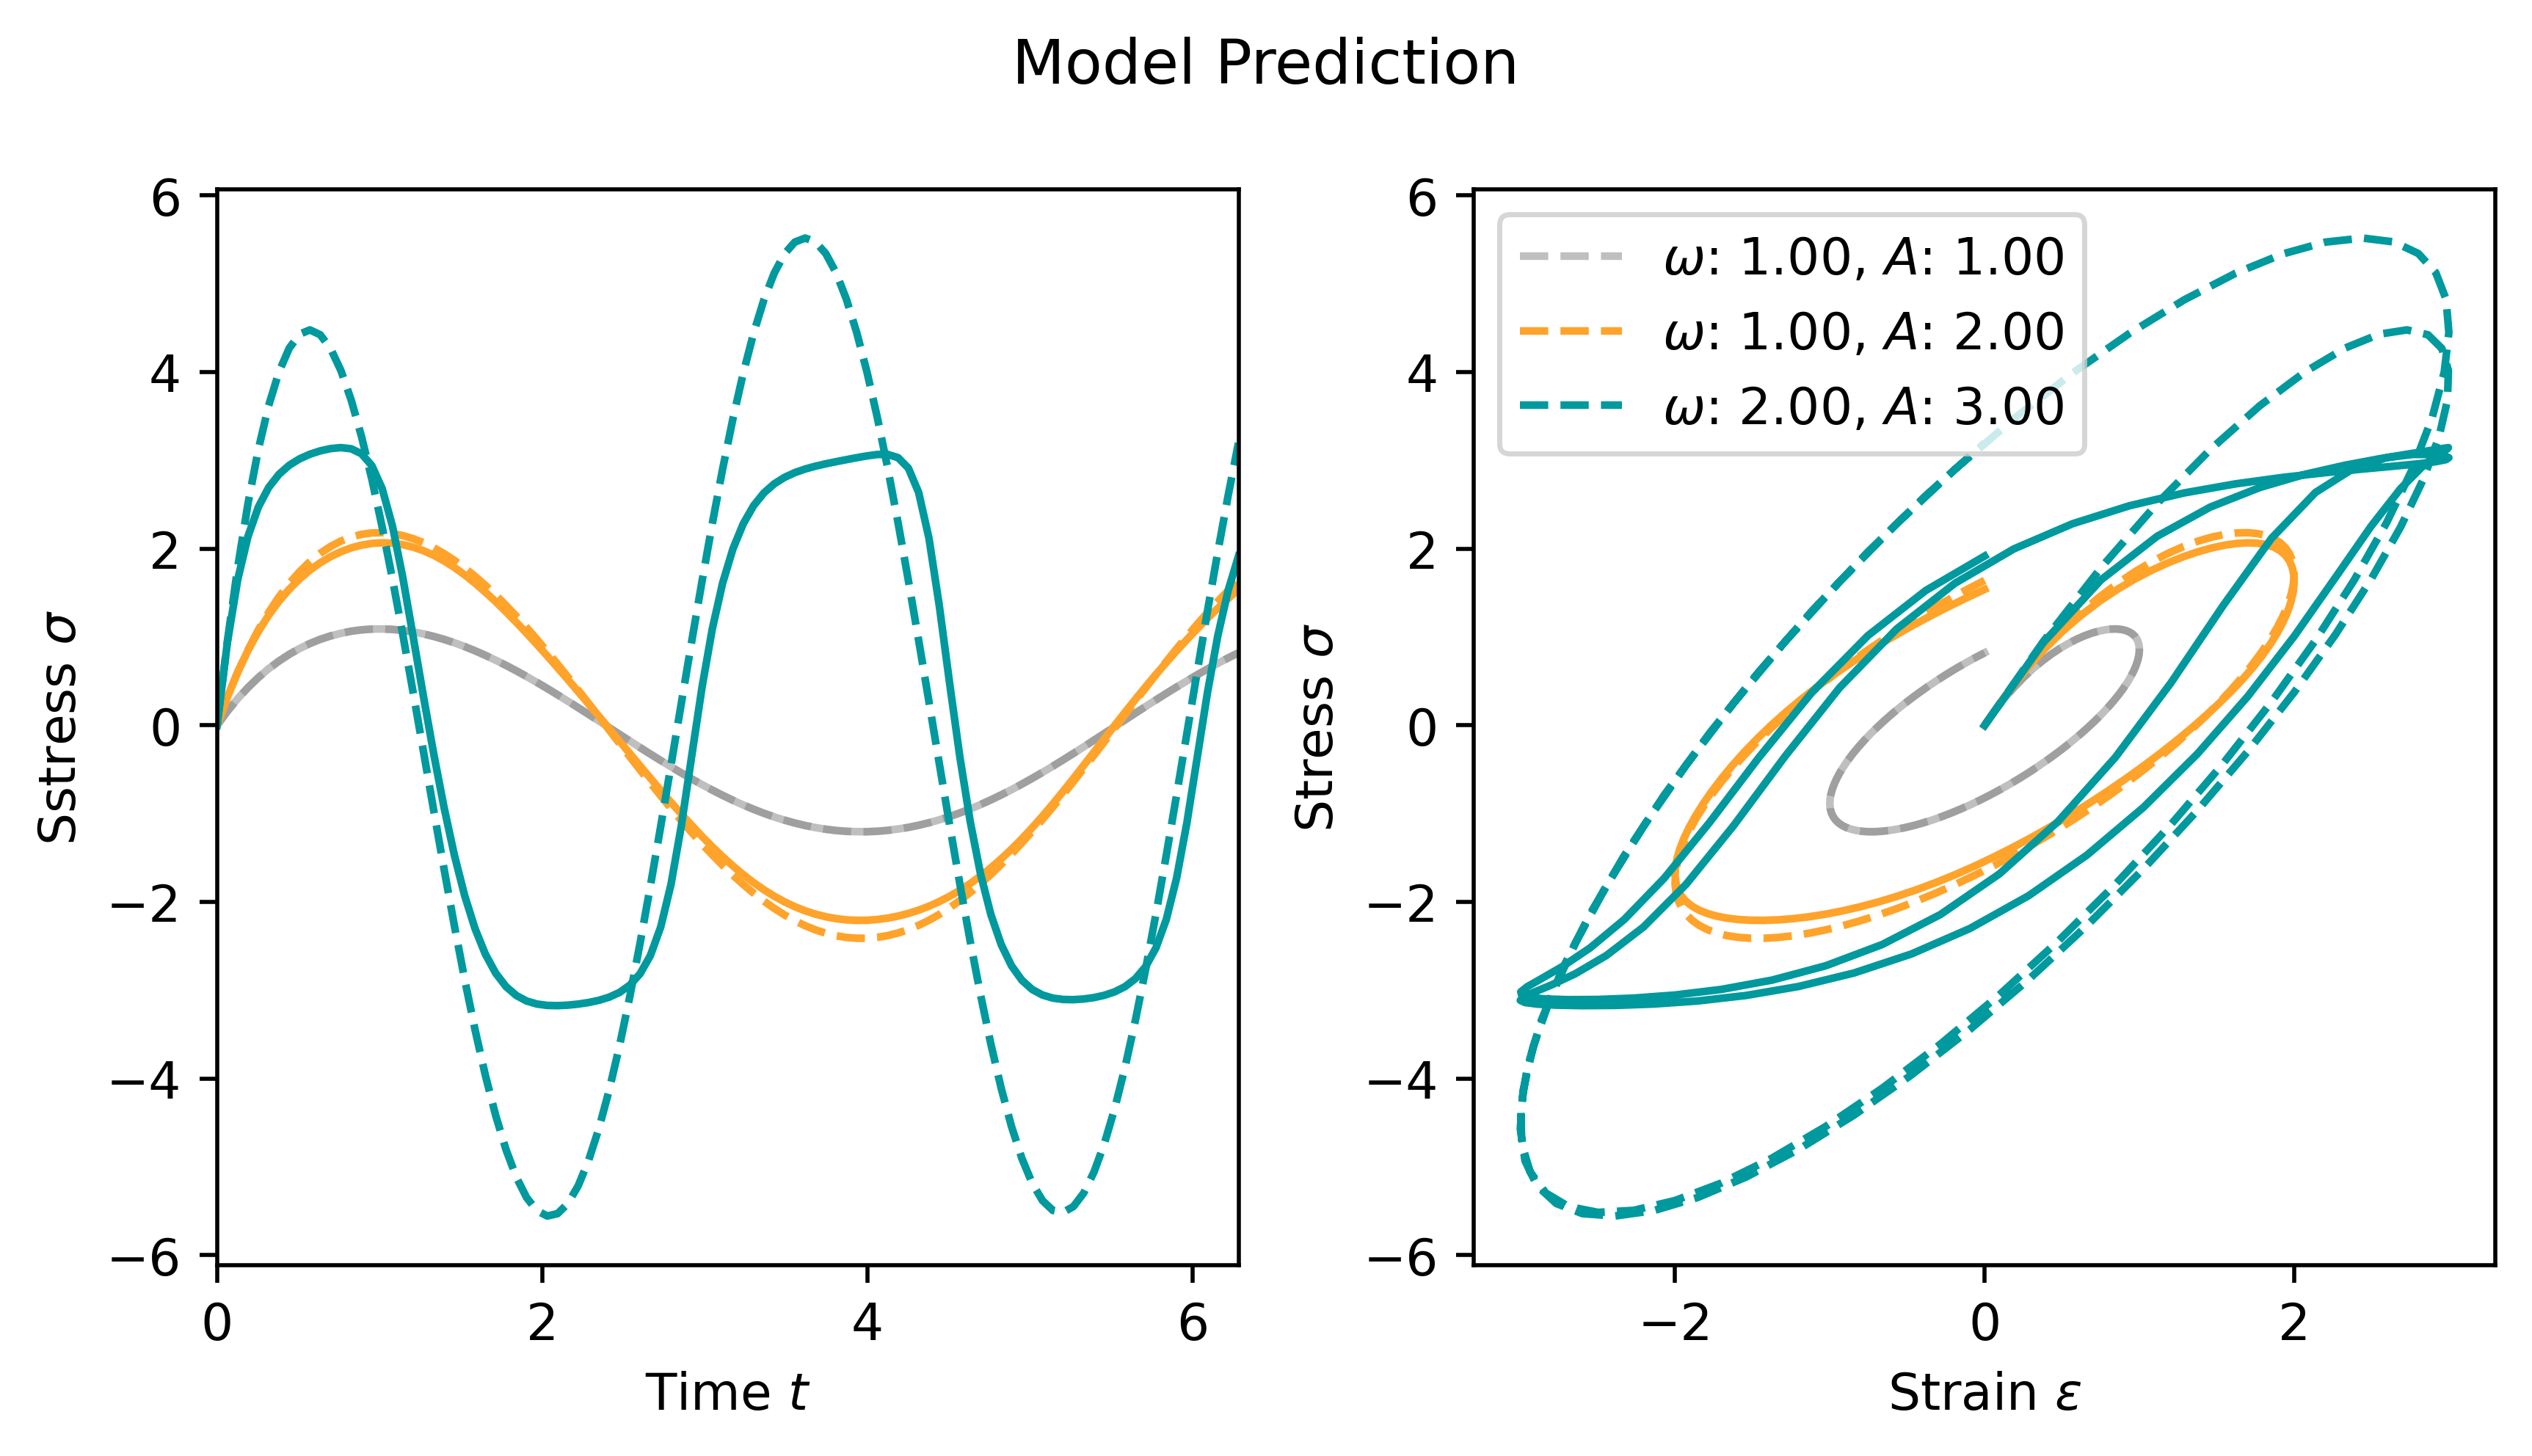 Model Prediction
6
4
2
0
−2
−4
−6
Sstress σ
0
2
4
6
Time t
6
4
2
0
−2
−4
−6
Stress σ
ω: 1.00, A: 1.00
ω: 1.00, A: 2.00
ω: 2.00, A: 3.00
−2
0
2
Strain ε